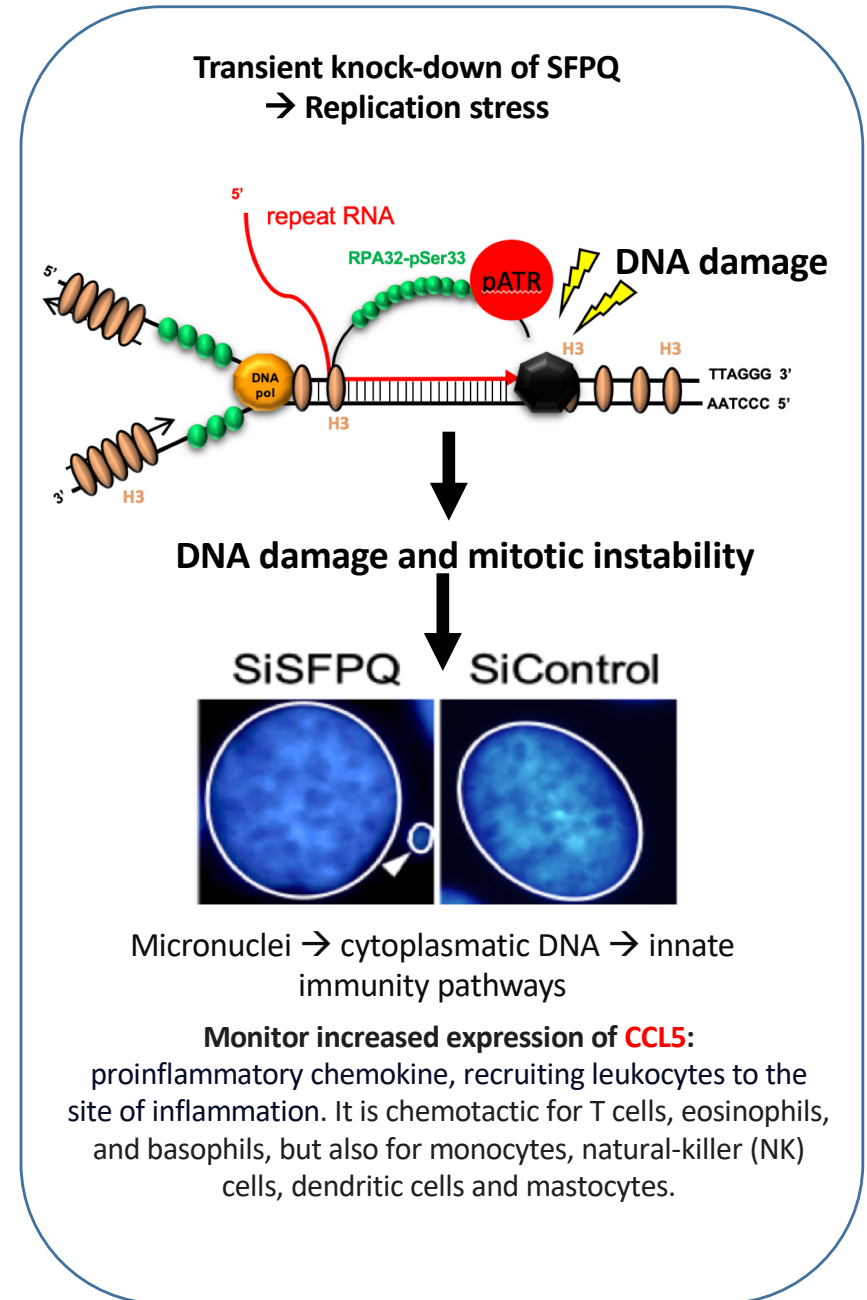 Transient knock-down of SFPQ
→ Replication stress
5’
repeat RNA
RPA32-pSer33
pATR
DNA damage
5’
H3
H3
DNA
pol
TTAGGG 3’
AATCCC 5’
H3
3’
H3
DNA damage and mitotic instability
SiSFPQ
SiControl
Micronuclei → cytoplasmatic DNA → innate
immunity pathways
Monitor increased expression of CCL5:
proinflammatory chemokine, recruiting leukocytes to the
site of inflammation. It is chemotactic for T cells, eosinophils,
and basophils, but also for monocytes, natural-killer (NK)
cells, dendritic cells and mastocytes.